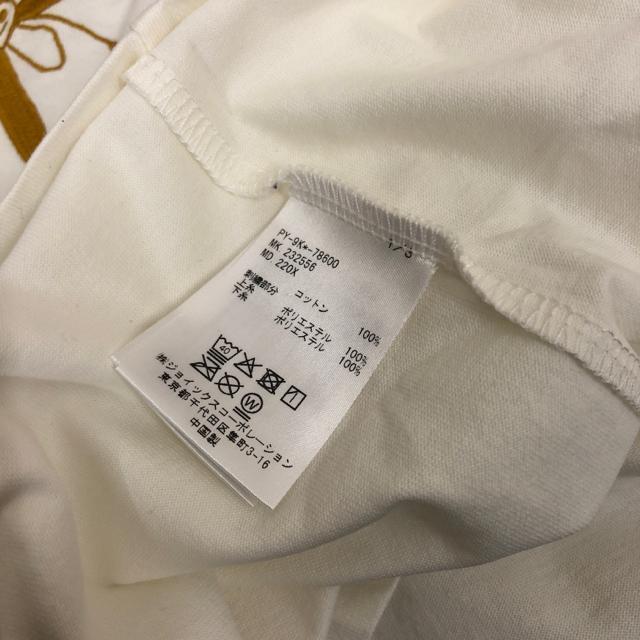 1/3
PY-9K*-78600
MK 232556
MD 220X
コットン 100%
刺繍部分
上糸 ポリエステル 100%
下糸 ポリエステル 100%
40
W
㈱ジョイックスコーポレーション
東京都千代田区麹町3-16
中国製